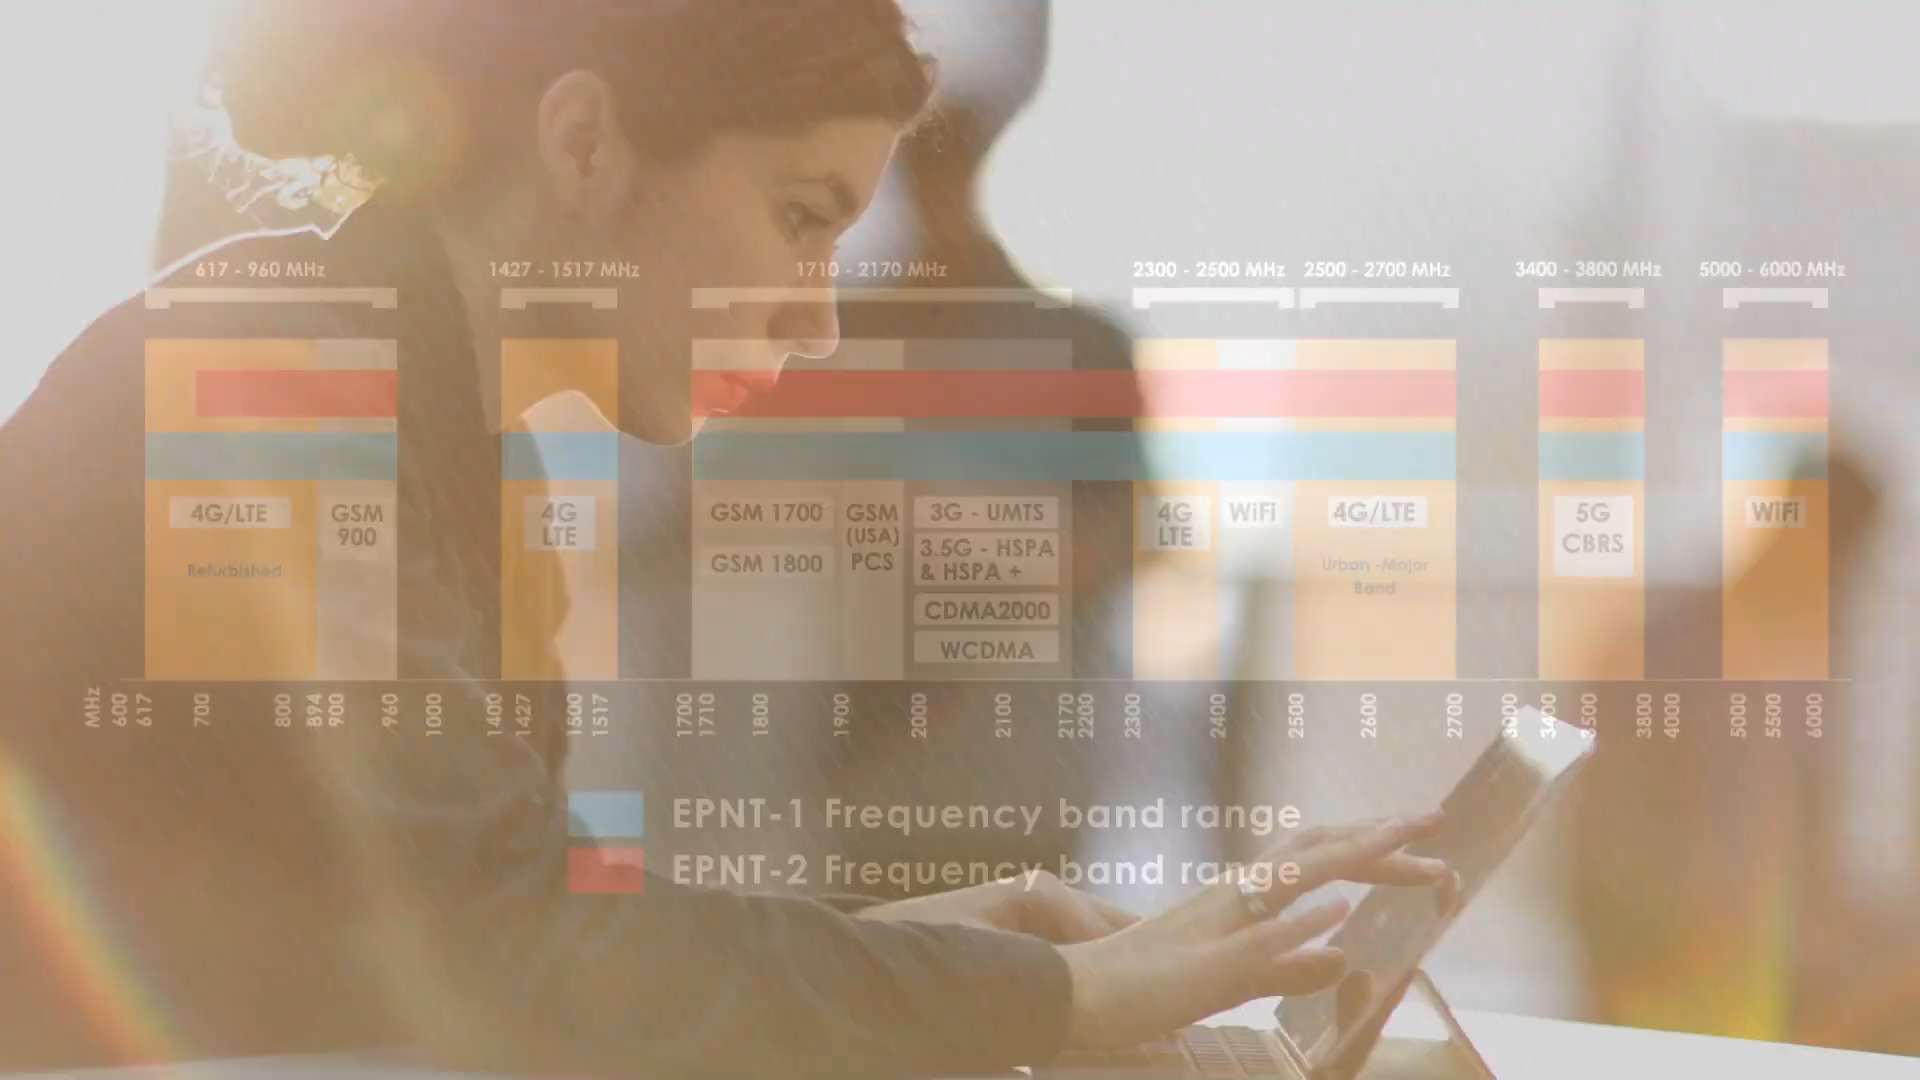 617 - 960 MHz
1427 - 1517 MHz
1710 - 2170 MHz
2300 - 2500 MHz
2500 - 2700 MHz
3400 - 3800 MHz
5000 - 6000 MHz
4G/LTE
Refurbished
GSM
900
4G
LTE
GSM 1700
GSM 1800
GSM
(USA)
PCS
3G - UMTS
3.5G - HSPA
& HSPA +
CDMA2000
WCDMA
4G
LTE
WiFi
4G/LTE
Urban -Major
Band
5G
CBRS
WiFi
MHz
600
617
700
800
894
900
960
1000
1400
1427
1500
1517
1700
1710
1800
1900
2000
2100
2170
2200
2300
2400
2500
2600
2700
3000
3400
3500
3800
4000
5000
5500
6000
EPNT-1 Frequency band range
EPNT-2 Frequency band range